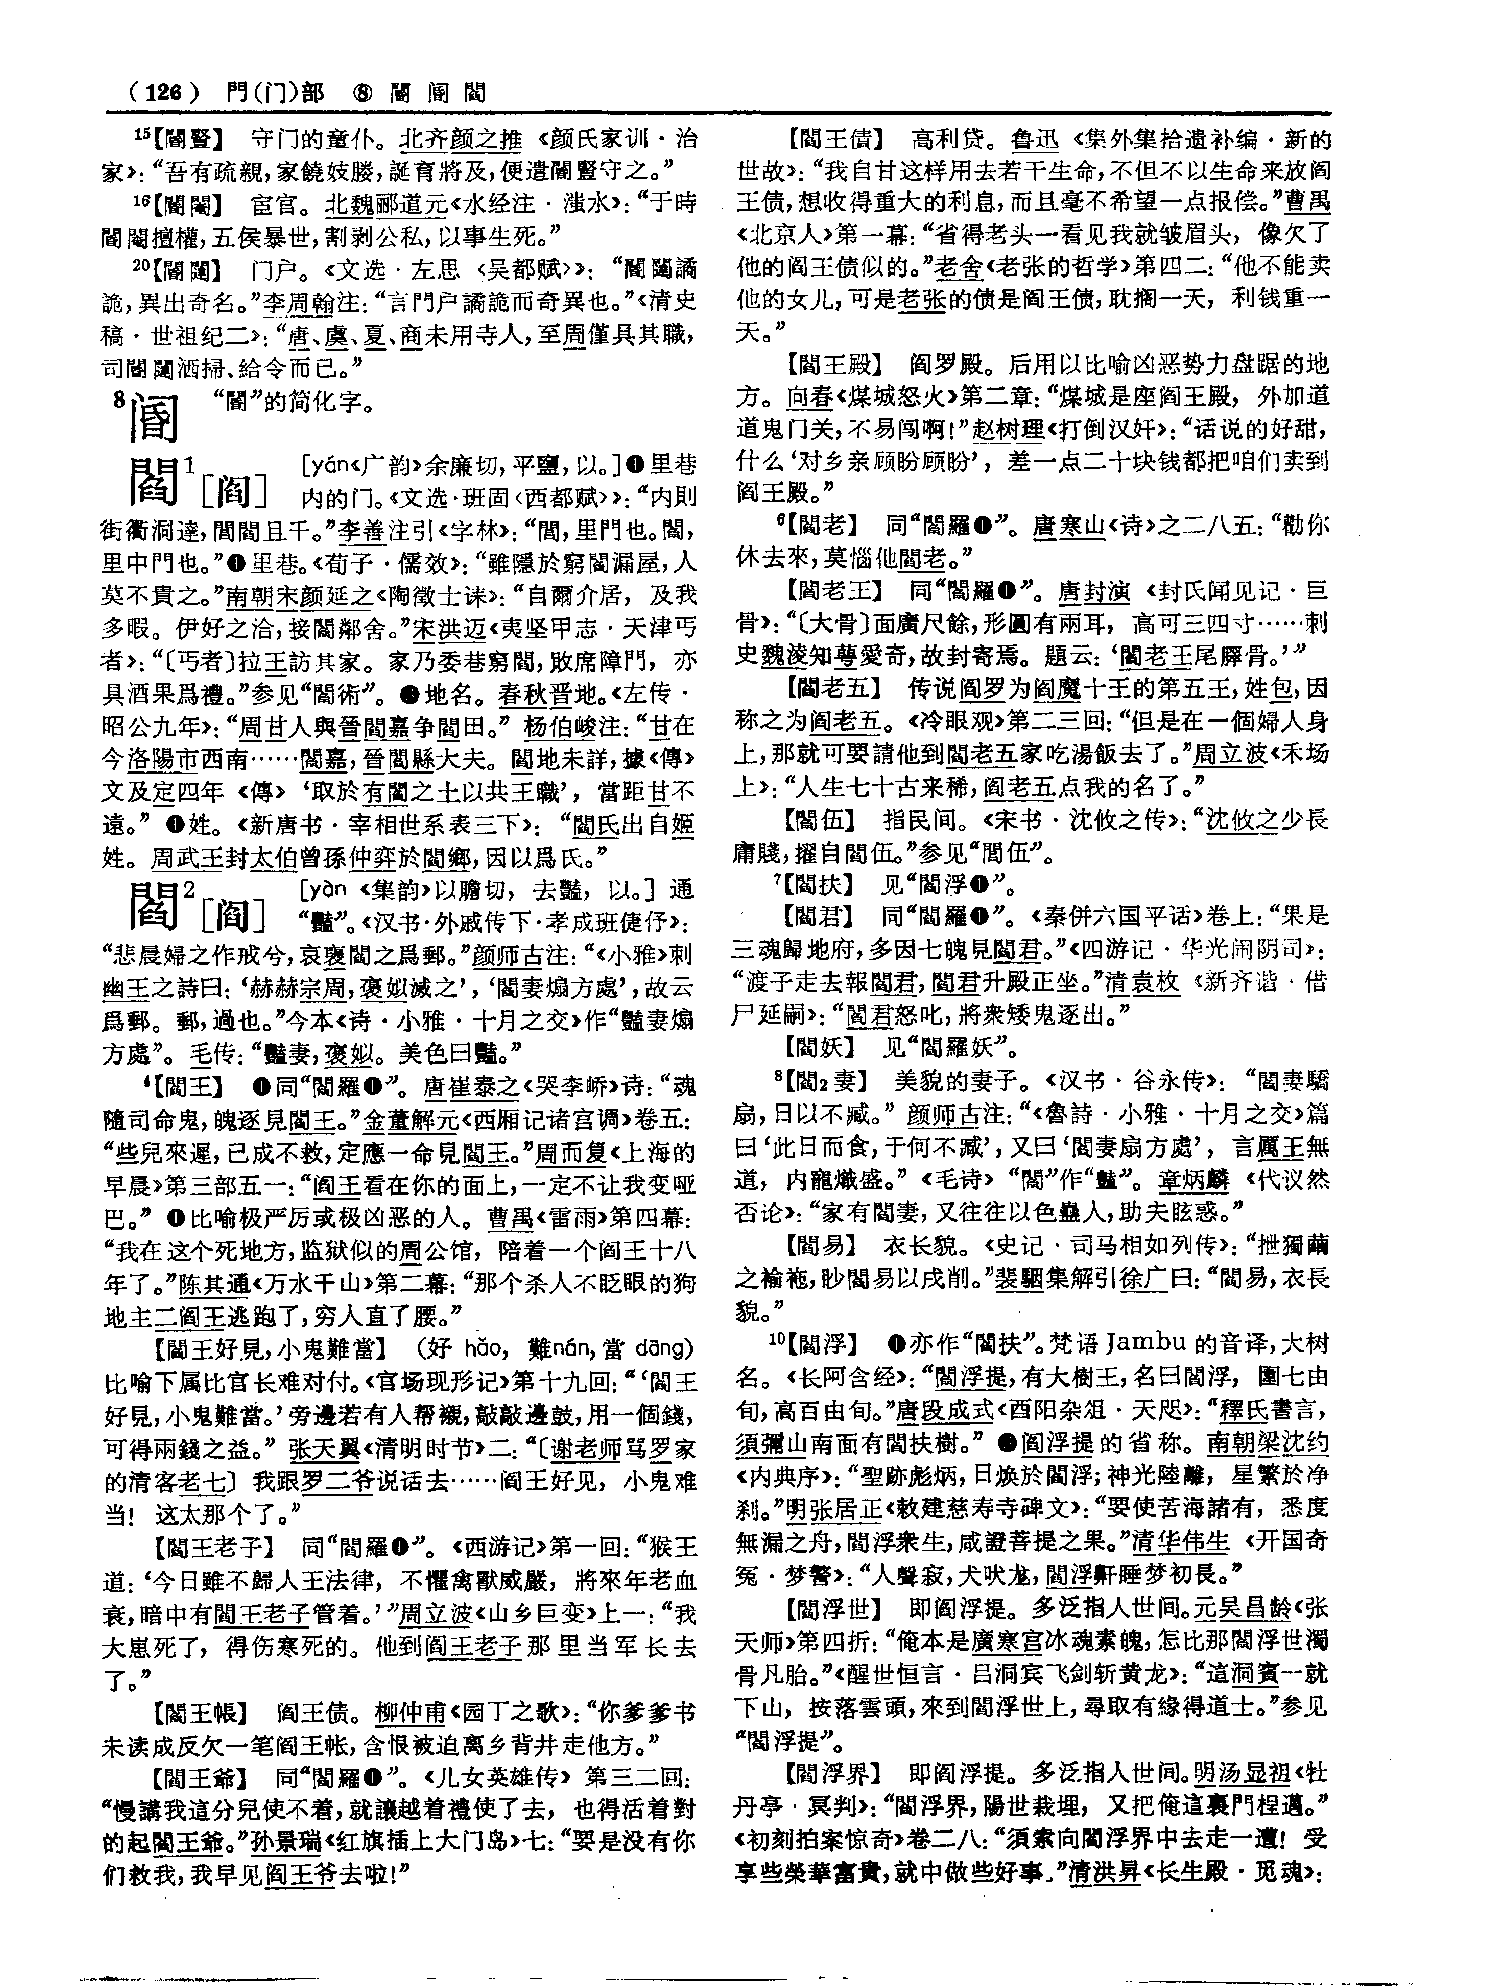 （126） 門(门)部 ⑧ 閽 阍 閻
¹⁵【閽豎】 守门的童仆。北齐颜之推《颜氏家训·治
家》：“吾有疏親，家饒妓媵，誕育將及，便遣閽豎守之。”
¹⁶【閽閹】 宦官。北魏郦道元《水经注·滍水》：“于時
閽閹擅權，五侯暴世，割剥公私，以事生死。”
²⁰【閽闥】 门户。《文选·左思〈吴都赋〉》：“閽闥譎
詭，異出奇名。”李周翰注：“言門户譎詭而奇異也。”《清史
稿·世祖纪二》：“唐、虞、夏、商未用寺人，至周僅具其職，
司閽闥洒掃、給令而已。”
8阍 “閽”的简化字。
閻¹[阎] [yán《广韵》余廉切，平鹽，以。]❶里巷
内的门。《文选·班固〈西都赋〉》：“内則
街衢洞達，閭閻且千。”李善注引《字林》：“閭，里門也。閻，
里中門也。”❷里巷。《荀子·儒效》：“雖隱於窮閻漏屋，人
莫不貴之。”南朝宋颜延之《陶徵士诔》：“自爾介居，及我
多暇。伊好之洽，接閻鄰舍。”宋洪迈《夷坚甲志·天津丐
者》：“〔丐者〕拉王訪其家。家乃委巷窮閻，敗席障門，亦
具酒果爲禮。”参见“閻術”。❸地名。春秋晋地。《左传·
昭公九年》：“周甘人與晉閻嘉争閻田。”杨伯峻注：“甘在
今洛陽市西南……閻嘉，晉閻縣大夫。閻地未詳，據《傳》
文及定四年《傳》‘取於有閻之土以共王職’，當距甘不
遠。”❹姓。《新唐书·宰相世系表三下》：“閻氏出自姬
姓。周武王封太伯曾孫仲弈於閻鄉，因以爲氏。”
閻²[阎] [yàn《集韵》以贍切，去豔，以。]通
“豔”。《汉书·外戚传下·孝成班倢伃》：
“悲晨婦之作戒兮，哀褒閻之爲郵。”颜师古注：“《小雅》刺
幽王之詩曰：‘赫赫宗周，褒姒滅之’，‘閻妻煽方處’，故云
爲郵。郵，過也。”今本《诗·小雅·十月之交》作“豔妻煽
方處”。毛传：“豔妻，褒姒。美色曰豔。”
⁴【閻王】 ❶同“閻羅❶”。唐崔泰之《哭李峤》诗：“魂
隨司命鬼，魄逐見閻王。”金董解元《西厢记诸宫调》卷五：
“些兒來遲，已成不救，定應一命見閻王。”周而复《上海的
早晨》第三部五一：“阎王看在你的面上，一定不让我变哑
巴。”❷比喻极严厉或极凶恶的人。曹禺《雷雨》第四幕：
“我在这个死地方，监狱似的周公馆，陪着一个阎王十八
年了。”陈其通《万水千山》第二幕：“那个杀人不眨眼的狗
地主二阎王逃跑了，穷人直了腰。”
【閻王好見，小鬼難當】 （好 hǎo，難nán，當 dāng）
比喻下属比官长难对付。《官场现形记》第十九回：“‘閻王
好見，小鬼難當。’旁邊若有人帮襯，敲敲邊鼓，用一個錢，
可得兩錢之益。”张天翼《清明时节》二：“〔谢老师骂罗家
的清客老七〕我跟罗二爷说话去……阎王好见，小鬼难
当！这太那个了。”
【閻王老子】 同“閻羅❶”。《西游记》第一回：“猴王
道：‘今日雖不歸人王法律，不懼禽獸威嚴，將來年老血
衰，暗中有閻王老子管着。’”周立波《山乡巨变》上一：“我
大崽死了，得伤寒死的。他到阎王老子那里当军长去
了。”
【閻王帳】 阎王债。柳仲甫《园丁之歌》：“你爹爹书
未读成反欠一笔阎王帐，含恨被迫离乡背井走他方。”
【閻王爺】 同“閻羅❶”。《儿女英雄传》第三二回：
“慢講我這分兒使不着，就讓越着禮使了去，也得活着對
的起閻王爺。”孙景瑞《红旗插上大门岛》七：“要是没有你
们救我，我早见阎王爷去啦！”
【閻王債】 高利贷。鲁迅《集外集拾遗补编·新的
世故》：“我自甘这样用去若干生命，不但不以生命来放阎
王债，想收得重大的利息，而且毫不希望一点报偿。”曹禺
《北京人》第一幕：“省得老头一看见我就皱眉头，像欠了
他的阎王债似的。”老舍《老张的哲学》第四二：“他不能卖
他的女儿，可是老张的债是阎王债，耽搁一天，利钱重一
天。”
【閻王殿】 阎罗殿。后用以比喻凶恶势力盘踞的地
方。向春《煤城怒火》第二章：“煤城是座阎王殿，外加道
道鬼门关，不易闯啊！”赵树理《打倒汉奸》：“话说的好甜，
什么‘对乡亲顾盼顾盼’，差一点二十块钱都把咱们卖到
阎王殿。”
⁶【閻老】 同“閻羅❶”。唐寒山《诗》之二八五：“勸你
休去來，莫惱他閻老。”
【閻老王】 同“閻羅❶”。唐封演《封氏闻见记·巨
骨》：“〔大骨〕面廣尺餘，形圓有兩耳，高可三四寸……刺
史魏淩知蕚愛奇，故封寄焉。題云：‘閻老王尾脽骨。’”
【閻老五】 传说阎罗为阎魔十王的第五王，姓包，因
称之为阎老五。《冷眼观》第二三回：“但是在一個婦人身
上，那就可要請他到閻老五家吃湯飯去了。”周立波《禾场
上》：“人生七十古来稀，阎老五点我的名了。”
【閻伍】 指民间。《宋书·沈攸之传》：“沈攸之少長
庸賤，擢自閻伍。”参见“閭伍”。
⁷【閻扶】 见“閻浮❶”。
【閻君】 同“閻羅❶”。《秦併六国平话》卷上：“果是
三魂歸地府，多因七魄見閻君。”《四游记·华光闹阴司》：
“渡子走去報閻君，閻君升殿正坐。”清袁枚《新齐谐·借
尸延嗣》：“閻君怒叱，將衆矮鬼逐出。”
【閻妖】 见“閻羅妖”。
⁸【閻₂妻】 美貌的妻子。《汉书·谷永传》：“閻妻驕
扇，日以不臧。”颜师古注：“《魯詩·小雅·十月之交》篇
曰‘此日而食，于何不臧’，又曰‘閻妻扇方處’，言厲王無
道，内寵熾盛。”《毛诗》“閻”作“豔”。章炳麟《代议然
否论》：“家有閻妻，又往往以色蠱人，助夫眩惑。”
【閻易】 衣长貌。《史记·司马相如列传》：“抴獨繭
之褕袘，眇閻易以戌削。”裴駰集解引徐广曰：“閻易，衣長
貌。”
¹⁰【閻浮】 ❶亦作“閻扶”。梵语 Jambu 的音译，大树
名。《长阿含经》：“閻浮提，有大樹王，名曰閻浮，圍七由
旬，高百由旬。”唐段成式《酉阳杂俎·天咫》：“釋氏書言，
須彌山南面有閻扶樹。”❷阎浮提的省称。南朝梁沈约
《内典序》：“聖跡彪炳，日焕於閻浮；神光陸離，星繁於净
刹。”明张居正《敕建慈寿寺碑文》：“要使苦海諸有，悉度
無漏之舟，閻浮衆生，咸證菩提之果。”清华伟生《开国奇
冤·梦警》：“人聲寂，犬吠尨，閻浮鼾睡梦初長。”
【閻浮世】 即阎浮提。多泛指人世间。元吴昌龄《张
天师》第四折：“俺本是廣寒宫冰魂素魄，怎比那閻浮世濁
骨凡胎。”《醒世恒言·吕洞宾飞剑斩黄龙》：“這洞賓一就
下山，按落雲頭，來到閻浮世上，尋取有緣得道士。”参见
“閻浮提”。
【閻浮界】 即阎浮提。多泛指人世间。明汤显祖《牡
丹亭·冥判》：“閻浮界，陽世栽埋，又把俺這裏門桯邁。”
《初刻拍案惊奇》卷二八：“須索向閻浮界中去走一遭！受
享些榮華富貴，就中做些好事。”清洪昇《长生殿·觅魂》：